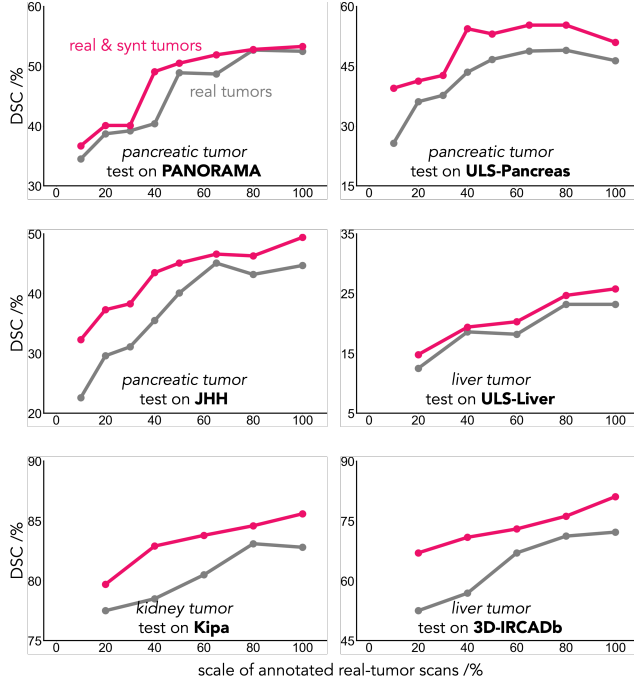 60
50
40
30
DSC /%
real & synt tumors
real tumors
pancreatic tumor
test on PANORAMA
0 20 40 60 80 100
60
45
30
15
pancreatic tumor
test on ULS-Pancreas
0 20 40 60 80 100
50
40
30
20
DSC /%
pancreatic tumor
test on JHH
0 20 40 60 80 100
35
25
15
5
liver tumor
test on ULS-Liver
0 20 40 60 80 100
90
85
80
75
DSC /%
kidney tumor
test on Kipa
0 20 40 60 80 100
90
75
60
45
liver tumor
test on 3D-IRCADb
0 20 40 60 80 100
scale of annotated real-tumor scans /%